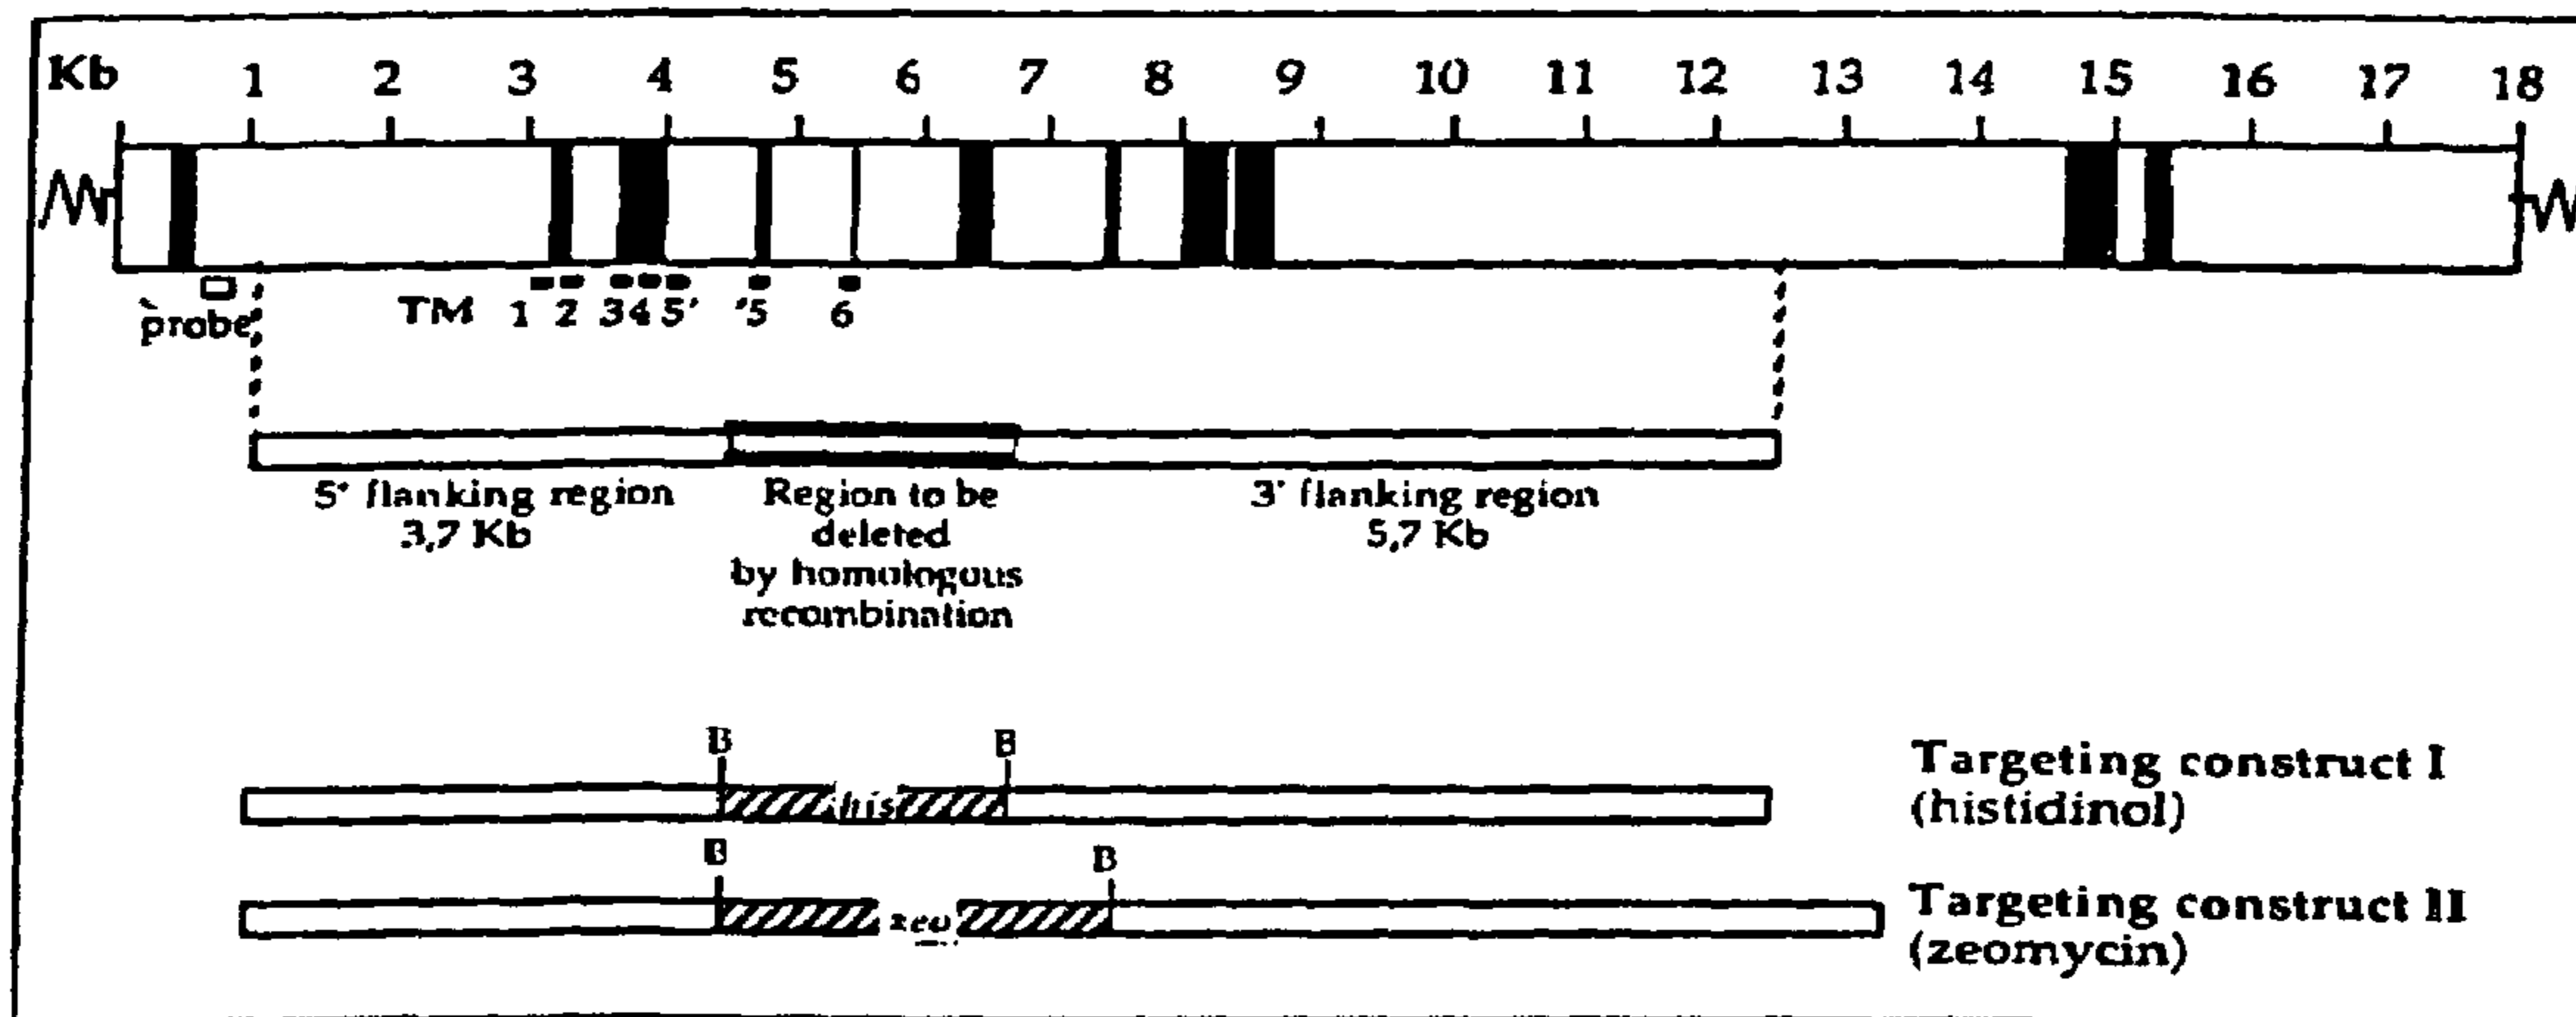 Kb 1 2 3 4 5 6 7 8 9 10 11 12 13 14 15 16 17 18
probe TM 1 2 3 4 5' '5 6
5' flanking region
3,7 Kb
Region to be
deleted
by homologous
recombination
3' flanking region
5,7 Kb
B B
his
Targeting construct I
(histidinol)
B B
zeo
Targeting construct II
(zeomycin)